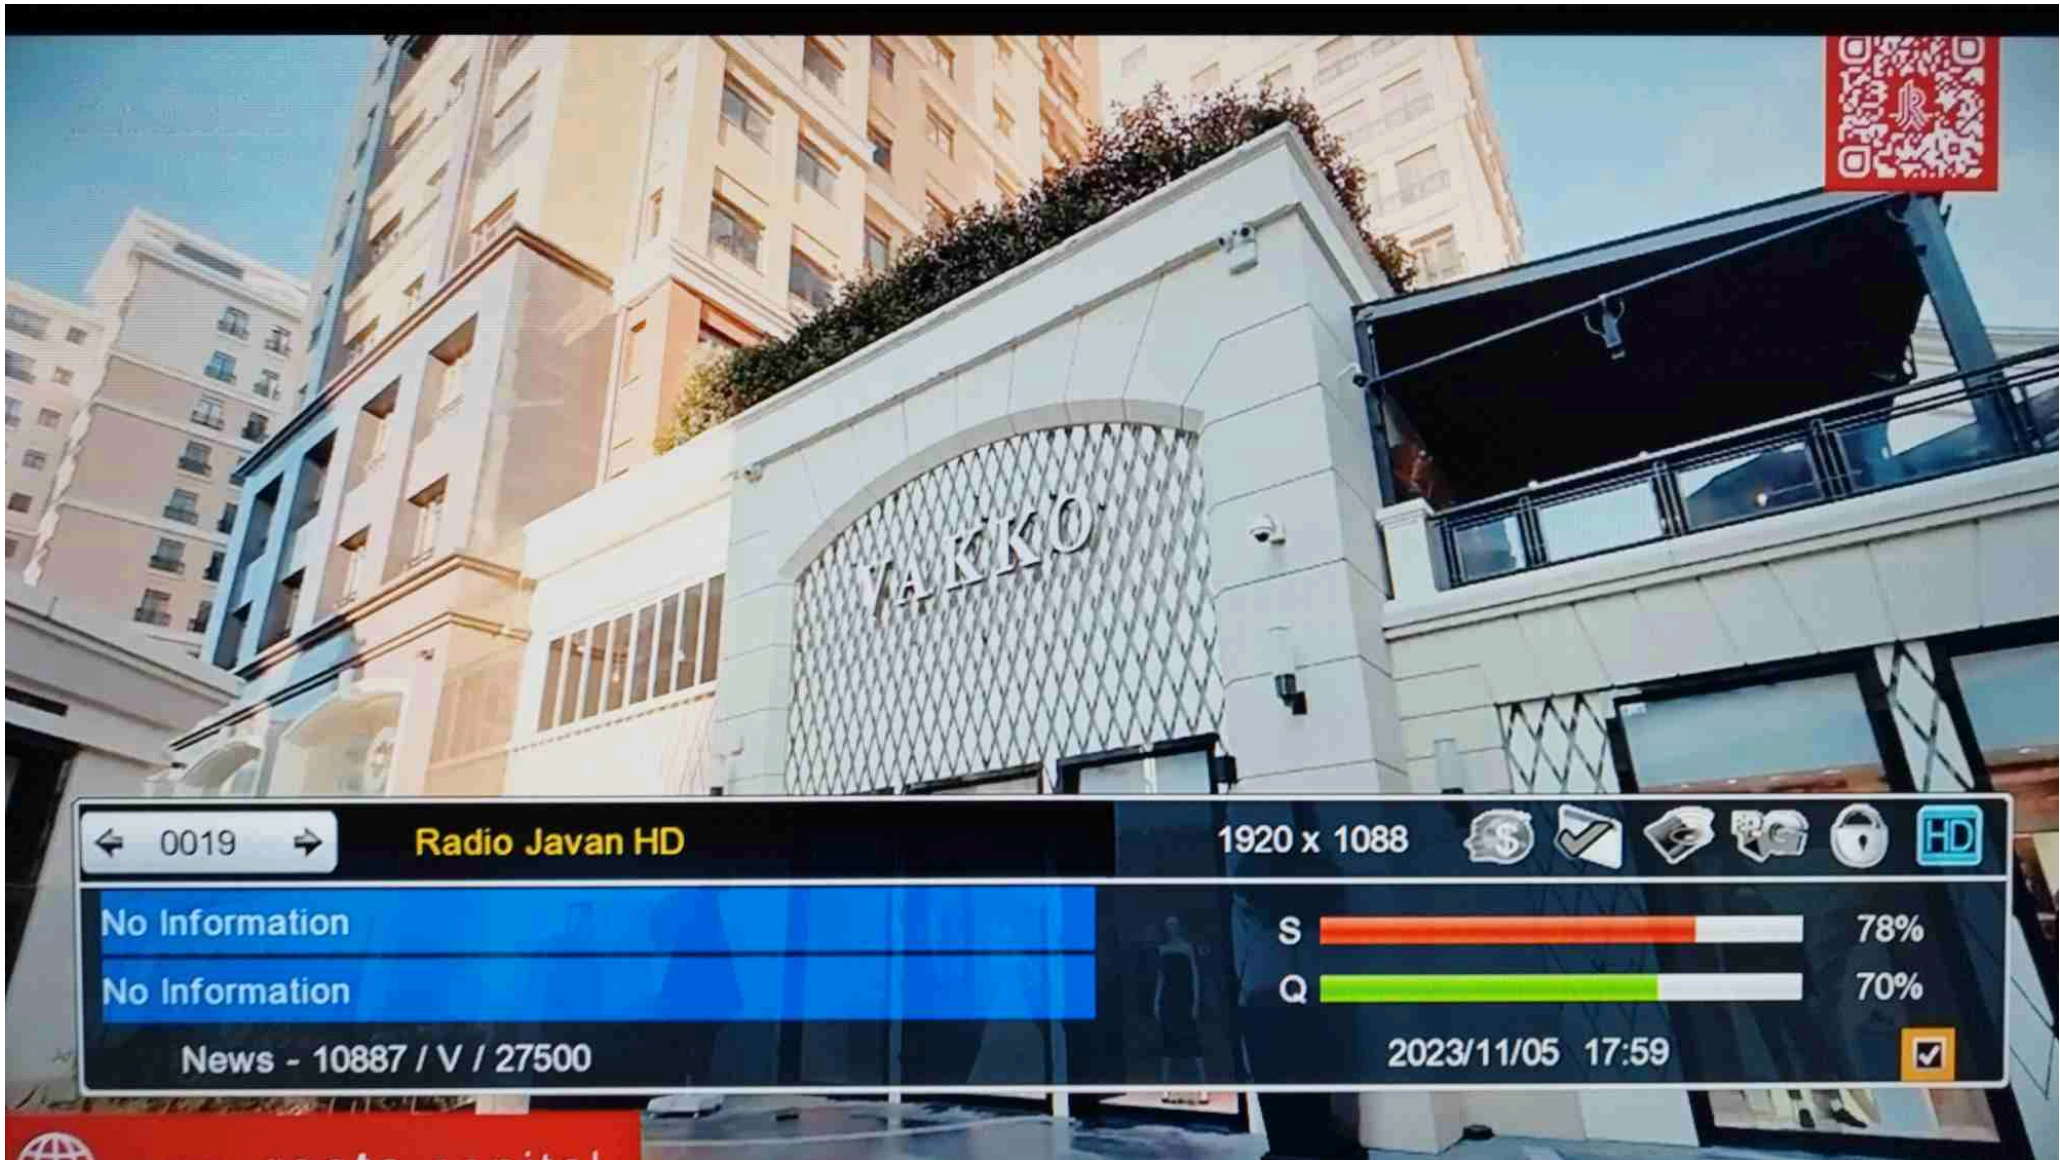 VAKKO
0019
Radio Javan HD
1920 x 1088
HD
No Information
No Information
S 78%
Q 70%
News - 10887 / V / 27500
2023/11/05 17:59